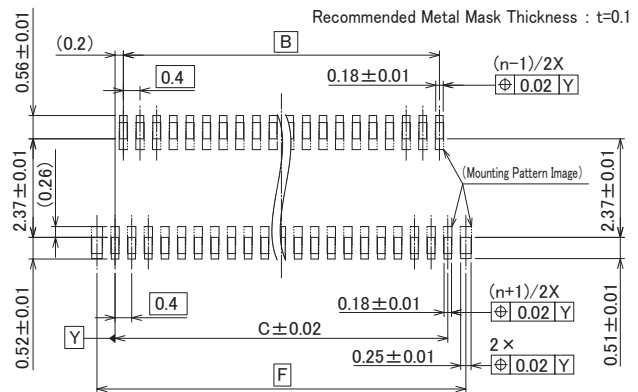 Recommended Metal Mask Thickness : t=0.1
0.56±0.01
(0.2)
B
0.4
0.18±0.01
(n-1)/2X
⌖ 0.02 Y
2.37±0.01
(0.26)
(Mounting Pattern Image)
2.37±0.01
0.52±0.01
Y
0.4
C±0.02
0.18±0.01
(n+1)/2X
⌖ 0.02 Y
0.25±0.01
2×
⌖ 0.02 Y
0.51±0.01
F